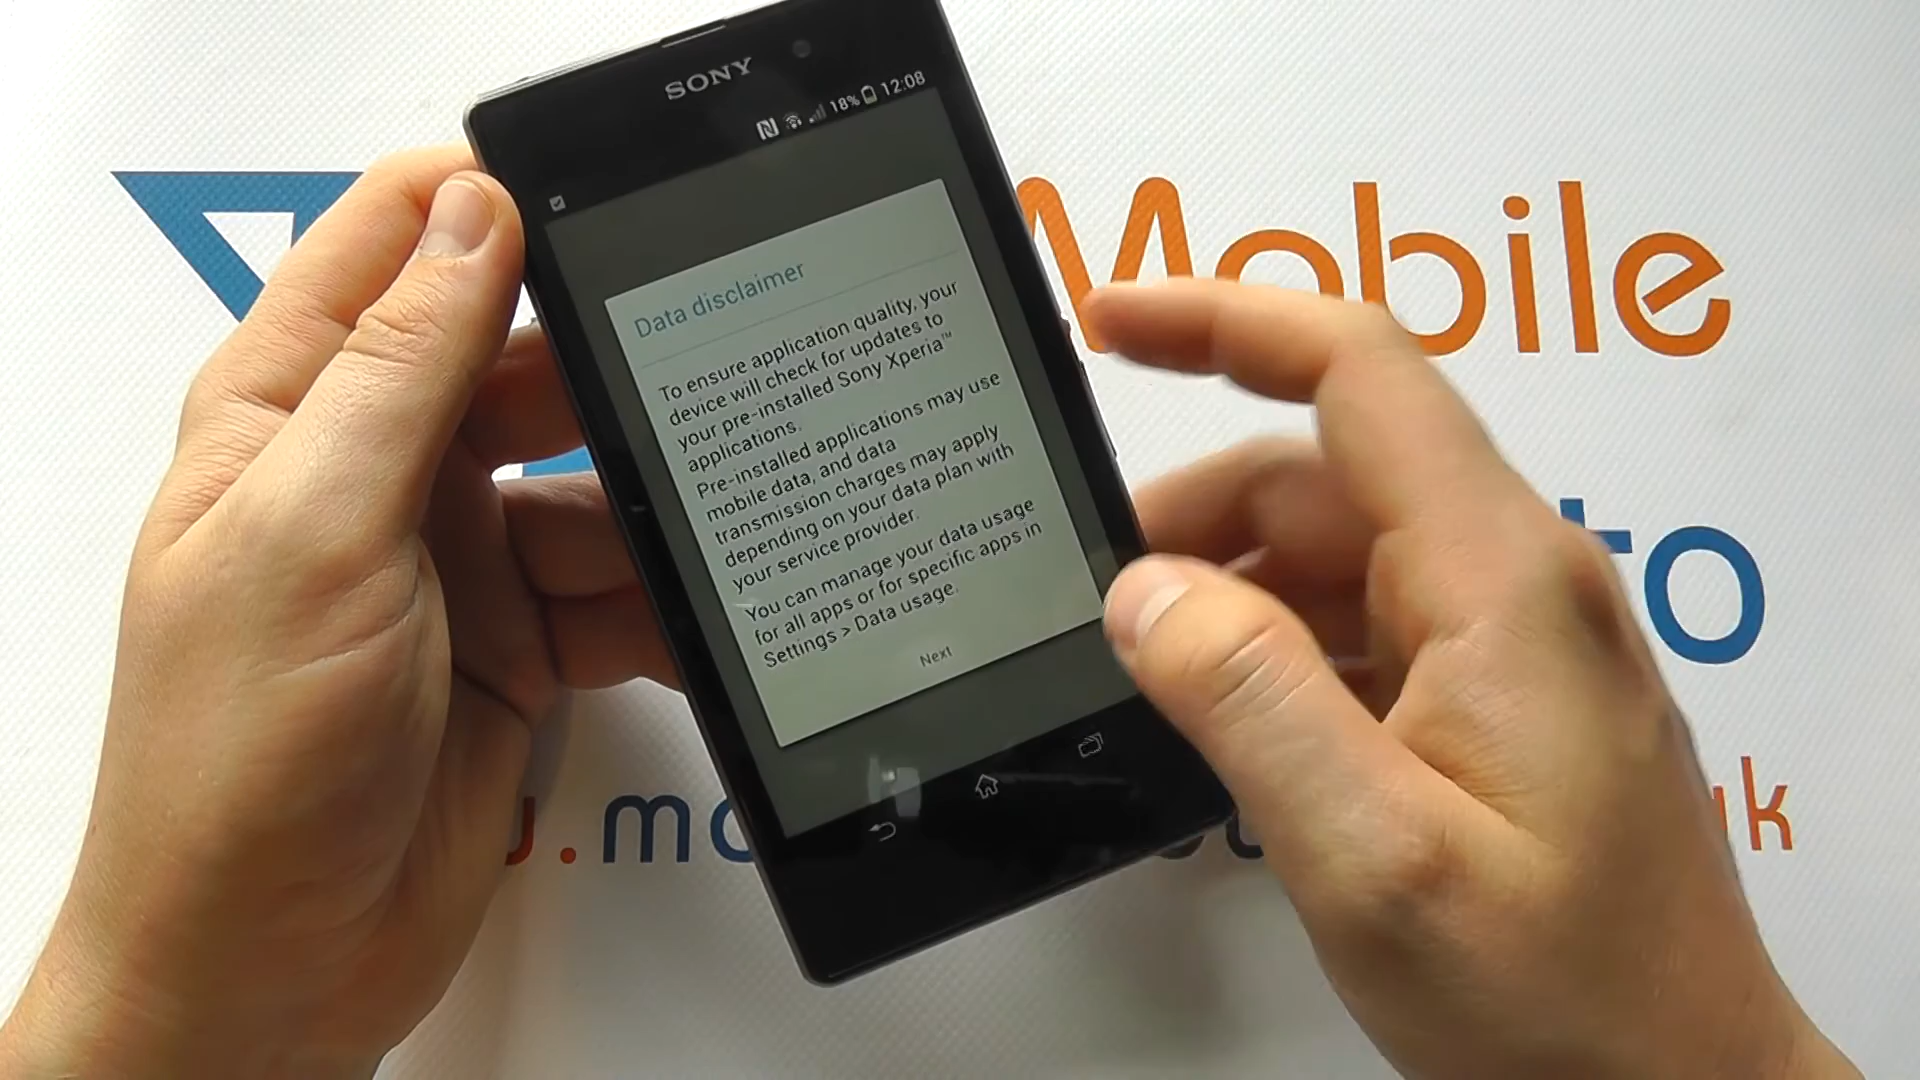 SONY
18% 12:08
Data disclaimer
To ensure application quality, your
device will check for updates to
your pre-installed Sony Xperia™
applications.
Pre-installed applications may use
mobile data, and data
transmission charges may apply
depending on your data plan with
your service provider.
You can manage your data usage
for all apps or for specific apps in
Settings > Data usage.
Next
Mobile
to
.mo
uk